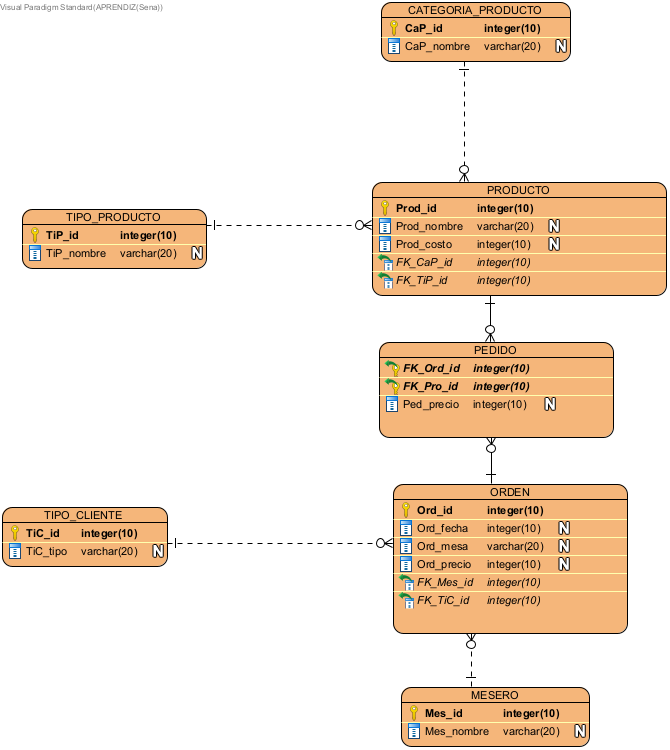 Visual Paradigm Standard(APRENDIZ(Sena))
CATEGORIA_PRODUCTO
CaP_id integer(10)
CaP_nombre varchar(20) N
PRODUCTO
Prod_id integer(10)
Prod_nombre varchar(20) N
Prod_costo integer(10) N
FK_CaP_id integer(10)
FK_TiP_id integer(10)
TIPO_PRODUCTO
TiP_id integer(10)
TiP_nombre varchar(20) N
PEDIDO
FK_Ord_id integer(10)
FK_Pro_id integer(10)
Ped_precio integer(10) N
ORDEN
Ord_id integer(10)
Ord_fecha integer(10) N
Ord_mesa varchar(20) N
Ord_precio integer(10) N
FK_Mes_id integer(10)
FK_TiC_id integer(10)
TIPO_CLIENTE
TiC_id integer(10)
TiC_tipo varchar(20) N
MESERO
Mes_id integer(10)
Mes_nombre varchar(20) N